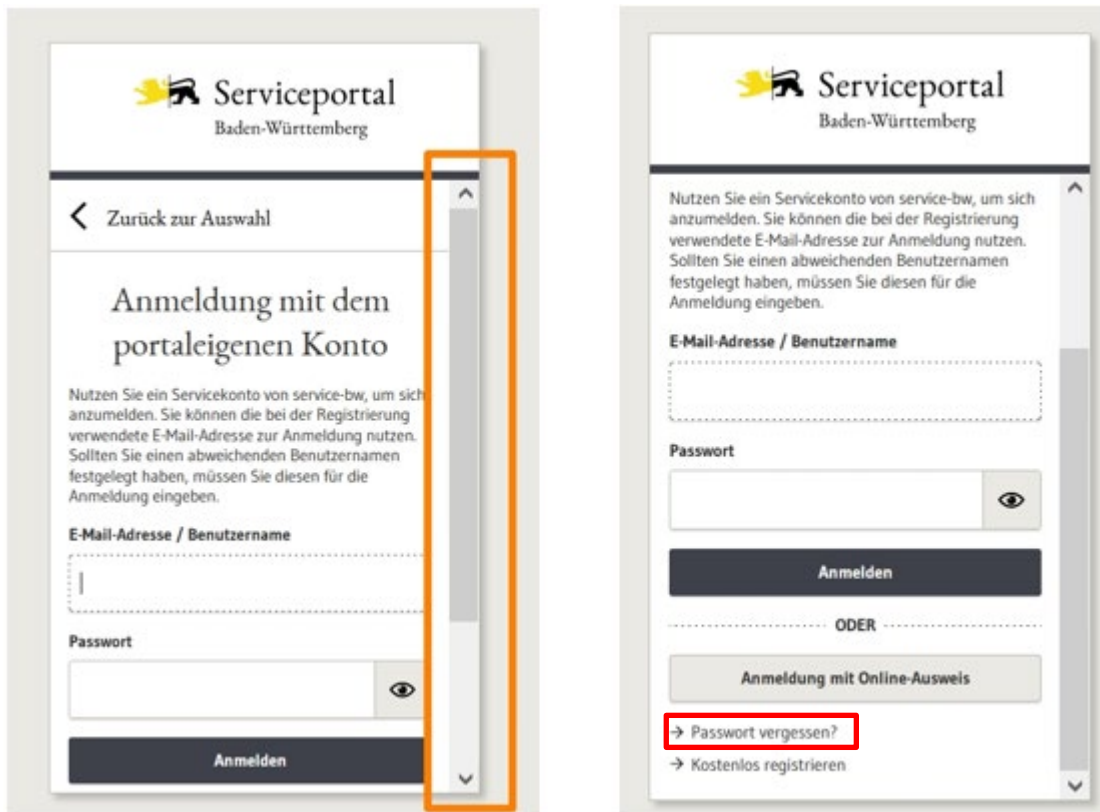 Serviceportal
Baden-Württemberg
Zurück zur Auswahl
Anmeldung mit dem
portaleigenen Konto
Nutzen Sie ein Servicekonto von service-bw, um sich
anzumelden. Sie können die bei der Registrierung
verwendete E-Mail-Adresse zur Anmeldung nutzen.
Sollten Sie einen abweichenden Benutzernamen
festgelegt haben, müssen Sie diesen für die
Anmeldung eingeben.
E-Mail-Adresse / Benutzername
Passwort
Anmelden
Serviceportal
Baden-Württemberg
Nutzen Sie ein Servicekonto von service-bw, um sich
anzumelden. Sie können die bei der Registrierung
verwendete E-Mail-Adresse zur Anmeldung nutzen.
Sollten Sie einen abweichenden Benutzernamen
festgelegt haben, müssen Sie diesen für die
Anmeldung eingeben.
E-Mail-Adresse / Benutzername
Passwort
Anmelden
ODER
Anmeldung mit Online-Ausweis
→ Passwort vergessen?
→ Kostenlos registrieren